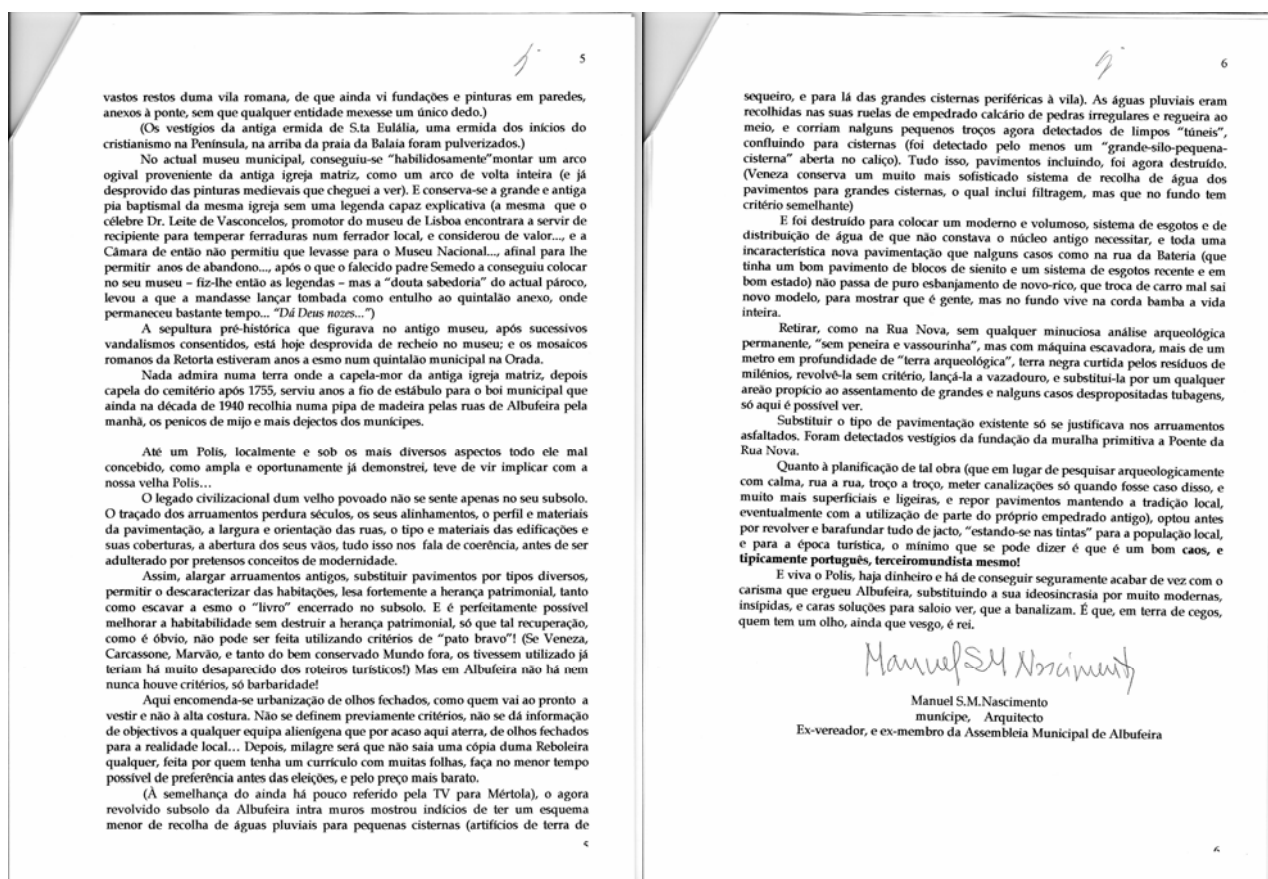 5
vastos restos duma vila romana, de que ainda vi fundações e pinturas em paredes,
anexos à ponte, sem que qualquer entidade mexesse um único dedo.)
(Os vestígios da antiga ermida de S.ta Eulália, uma ermida dos inícios do
cristianismo na Península, na arriba da praia da Balaia foram pulverizados.)
No actual museu municipal, conseguiu-se "habilidosamente"montar um arco
ogival proveniente da antiga igreja matriz, como um arco de volta inteira (e já
desprovido das pinturas medievais que cheguei a ver). E conserva-se a grande e antiga
pia baptismal da mesma igreja sem uma legenda capaz explicativa (a mesma que o
célebre Dr. Leite de Vasconcelos, promotor do museu de Lisboa encontrara a servir de
recipiente para temperar ferraduras num ferrador local, e considerou de valor..., e a
Câmara de então não permitiu que levasse para o Museu Nacional..., afinal para lhe
permitir anos de abandono..., após o que o falecido padre Semedo a conseguiu colocar
no seu museu – fiz-lhe então as legendas – mas a "douta sabedoria" do actual pároco,
levou a que a mandasse lançar tombada como entulho ao quintalão anexo, onde
permaneceu bastante tempo... "Dá Deus nozes...")
A sepultura pré-histórica que figurava no antigo museu, após sucessivos
vandalismos consentidos, está hoje desprovida de recheio no museu; e os mosaicos
romanos da Retorta estiveram anos a esmo num quintalão municipal na Orada.
Nada admira numa terra onde a capela-mor da antiga igreja matriz, depois
capela do cemitério após 1755, serviu anos a fio de estábulo para o boi municipal que
ainda na década de 1940 recolhia numa pipa de madeira pelas ruas de Albufeira pela
manhã, os penicos de mijo e mais dejectos dos munícipes.
Até um Polis, localmente e sob os mais diversos aspectos todo ele mal
concebido, como ampla e oportunamente já demonstrei, teve de vir implicar com a
nossa velha Polis...
O legado civilizacional dum velho povoado não se sente apenas no seu subsolo.
O traçado dos arruamentos perdura séculos, os seus alinhamentos, o perfil e materiais
da pavimentação, a largura e orientação das ruas, o tipo e materiais das edificações e
suas coberturas, a abertura dos seus vãos, tudo isso nos fala de coerência, antes de ser
adulterado por pretensos conceitos de modernidade.
Assim, alargar arruamentos antigos, substituir pavimentos por tipos diversos,
permitir o descaracterizar das habitações, lesa fortemente a herança patrimonial, tanto
como escavar a esmo o "livro" encerrado no subsolo. E é perfeitamente possível
melhorar a habitabilidade sem destruir a herança patrimonial, só que tal recuperação,
como é óbvio, não pode ser feita utilizando critérios de "pato bravo"! (Se Veneza,
Carcassone, Marvão, e tanto do bem conservado Mundo fora, os tivessem utilizado já
teriam há muito desaparecido dos roteiros turísticos!) Mas em Albufeira não há nem
nunca houve critérios, só barbaridade!
Aqui encomenda-se urbanização de olhos fechados, como quem vai ao pronto a
vestir e não à alta costura. Não se definem previamente critérios, não se dá informação
de objectivos a qualquer equipa alienígena que por acaso aqui aterra, de olhos fechados
para a realidade local... Depois, milagre será que não saia uma cópia duma Reboleira
qualquer, feita por quem tenha um currículo com muitas folhas, faça no menor tempo
possível de preferência antes das eleições, e pelo preço mais barato.
(À semelhança do ainda há pouco referido pela TV para Mértola), o agora
revolvido subsolo da Albufeira intra muros mostrou indícios de ter um esquema
menor de recolha de águas pluviais para pequenas cisternas (artifícios de terra de
6
sequeiro, e para lá das grandes cisternas periféricas à vila). As águas pluviais eram
recolhidas nas suas ruelas de empedrado calcário de pedras irregulares e regueira ao
meio, e corriam nalguns pequenos troços agora detectados de limpos "túneis",
confluindo para cisternas (foi detectado pelo menos um "grande-silo-pequena-
cisterna" aberta no caliço). Tudo isso, pavimentos incluindo, foi agora destruído.
(Veneza conserva um muito mais sofisticado sistema de recolha de água dos
pavimentos para grandes cisternas, o qual inclui filtragem, mas que no fundo tem
critério semelhante)
E foi destruído para colocar um moderno e volumoso, sistema de esgotos e de
distribuição de água de que não constava o núcleo antigo necessitar, e toda uma
incaracterística nova pavimentação que nalguns casos como na rua da Bateria (que
tinha um bom pavimento de blocos de sienito e um sistema de esgotos recente e em
bom estado) não passa de puro esbanjamento de novo-rico, que troca de carro mal sai
novo modelo, para mostrar que é gente, mas no fundo vive na corda bamba a vida
inteira.
Retirar, como na Rua Nova, sem qualquer minuciosa análise arqueológica
permanente, "sem peneira e vassourinha", mas com máquina escavadora, mais de um
metro em profundidade de "terra arqueológica", terra negra curtida pelos resíduos de
milénios, revolvê-la sem critério, lançá-la a vazadouro, e substituí-la por um qualquer
areão propício ao assentamento de grandes e nalguns casos despropositadas tubagens,
só aqui é possível ver.
Substituir o tipo de pavimentação existente só se justificava nos arruamentos
asfaltados. Foram detectados vestígios da fundação da muralha primitiva a Poente da
Rua Nova.
Quanto à planificação de tal obra (que em lugar de pesquisar arqueologicamente
com calma, rua a rua, troço a troço, meter canalizações só quando fosse caso disso, e
muito mais superficiais e ligeiras, e repor pavimentos mantendo a tradição local,
eventualmente com a utilização de parte do próprio empedrado antigo), optou antes
por revolver e barafundar tudo de jacto, "estando-se nas tintas" para a população local,
e para a época turística, o mínimo que se pode dizer é que é um bom caos, e
tipicamente português, terceiromundista mesmo!
E viva o Polis, haja dinheiro e há de conseguir seguramente acabar de vez com o
carisma que ergueu Albufeira, substituindo a sua ideosincrasia por muito modernas,
insípidas, e caras soluções para saloio ver, que a banalizam. É que, em terra de cegos,
quem tem um olho, ainda que vesgo, é rei.
Manuel S M Nascimento
Manuel S.M.Nascimento
munícipe, Arquitecto
Ex-vereador, e ex-membro da Assembleia Municipal de Albufeira